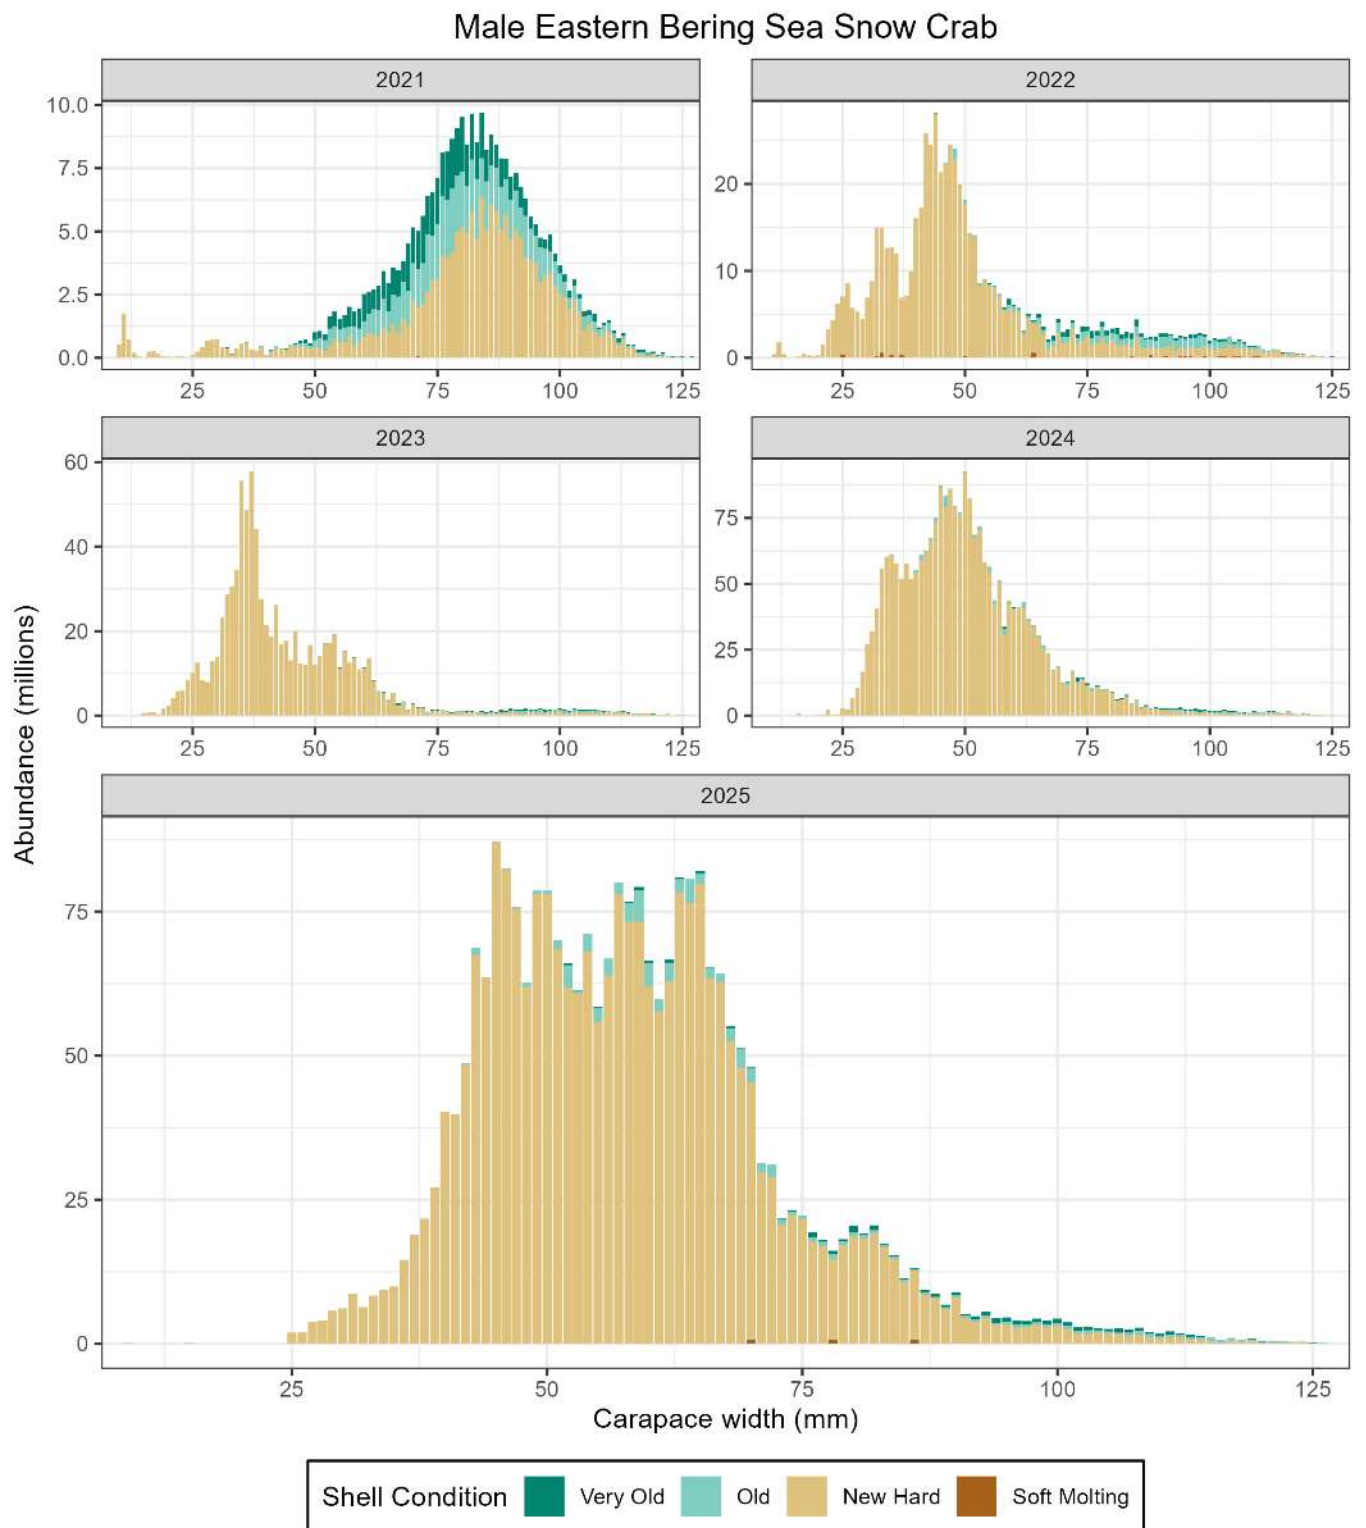 Male Eastern Bering Sea Snow Crab
2021
2022
10.0
7.5
5.0
2.5
0.0
25 50 75 100 125
20
10
0
25 50 75 100 125
2023
2024
60
40
20
0
25 50 75 100 125
75
50
25
0
25 50 75 100 125
Abundance (millions)
2025
75
50
25
0
25 50 75 100 125
Carapace width (mm)
Shell Condition Very Old Old New Hard Soft Molting